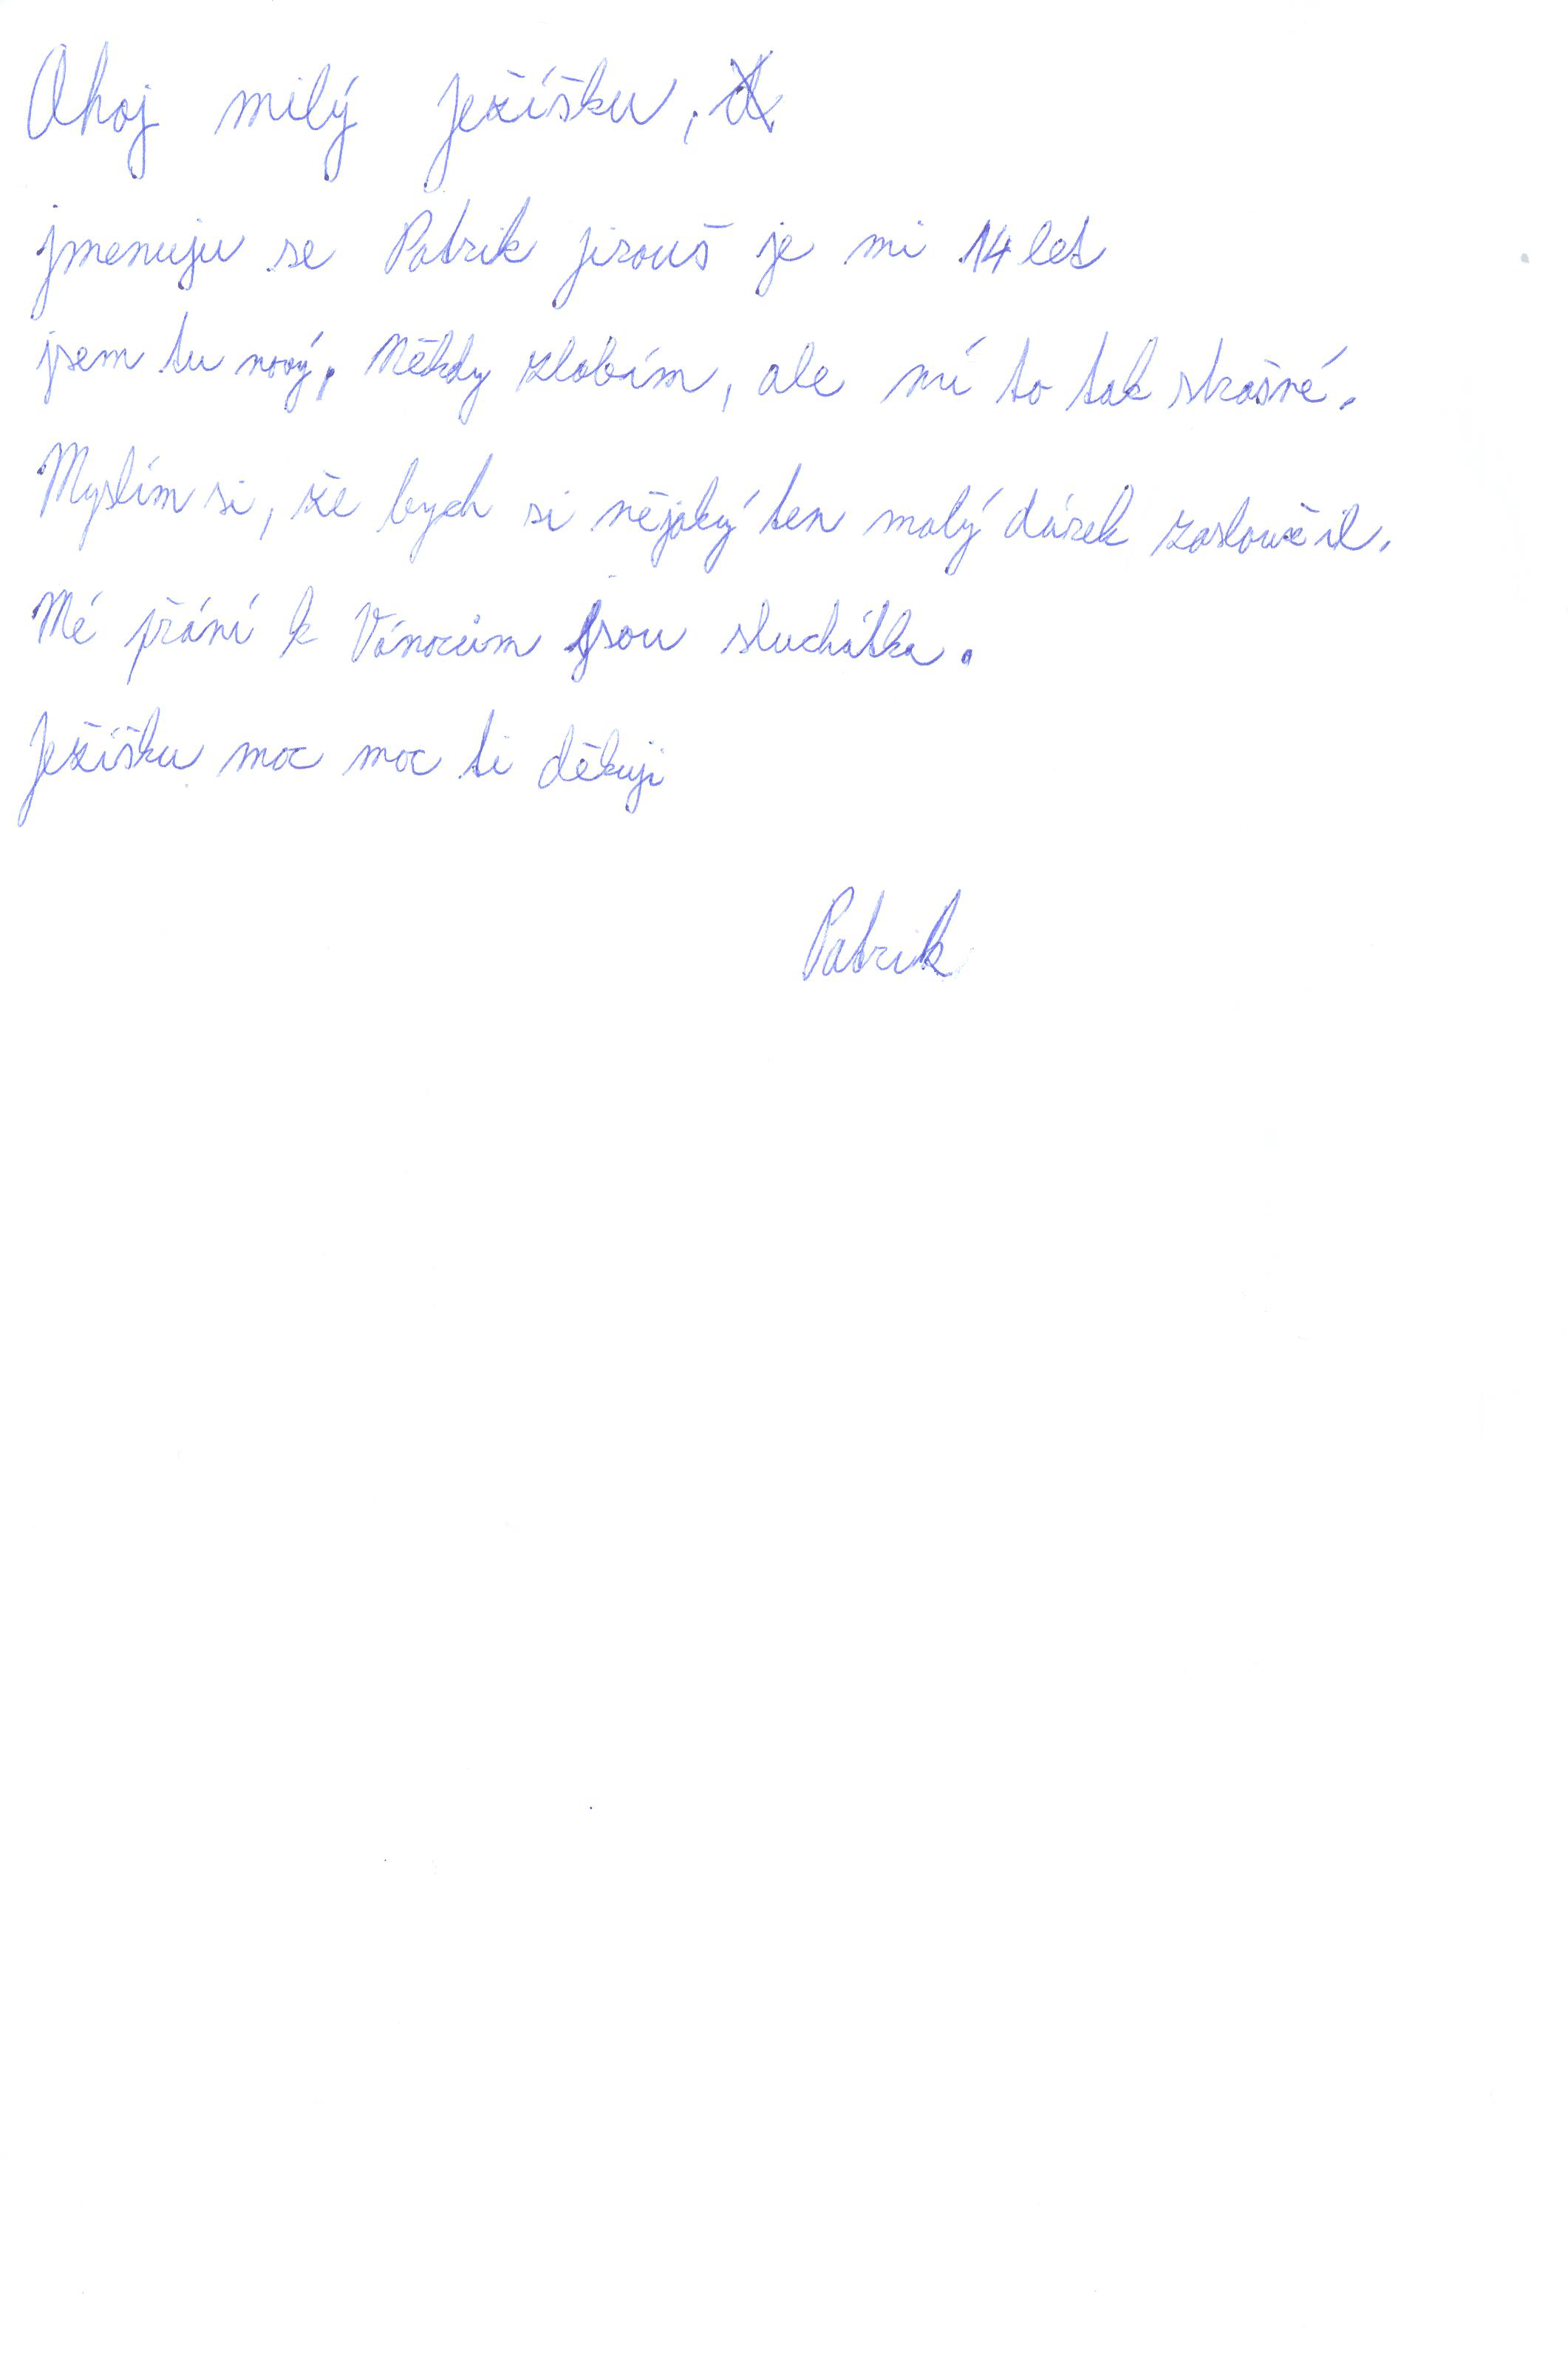 Ahoj milý Ježíšku,
jmenuju se Patrik Jirouš je mi 14 let
jsem tu nový. Někdy zlobím, ale ní to tak strašné.
Myslím si, že bych si nějaký ten malý dárek zasloužil.
Mé přání k Vánocům jsou sluchátka.
Ježíšku moc moc ti děkuji
Patrik